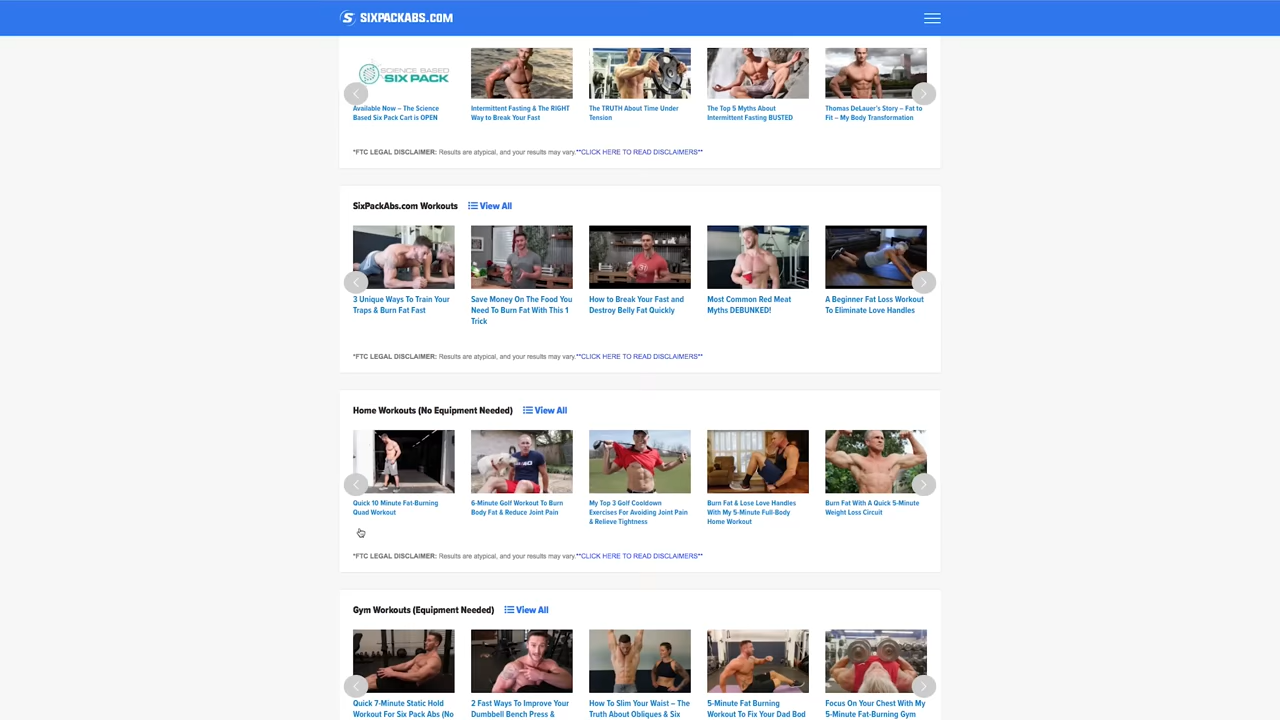 SIXPACKABS.COM
SCIENCE BASED
SIX PACK
Available Now – The Science
Based Six Pack Cart is OPEN
Intermittent Fasting & The RIGHT
Way to Break Your Fast
The TRUTH About Time Under
Tension
The Top 5 Myths About
Intermittent Fasting BUSTED
Thomas DeLauer's Story – Fat to
Fit – My Body Transformation
*FTC LEGAL DISCLAIMER: Results are atypical, and your results may vary.**CLICK HERE TO READ DISCLAIMERS**
SixPackAbs.com Workouts View All
3 Unique Ways To Train Your
Traps & Burn Fat Fast
Save Money On The Food You
Need To Burn Fat With This 1
Trick
How to Break Your Fast and
Destroy Belly Fat Quickly
Most Common Red Meat
Myths DEBUNKED!
A Beginner Fat Loss Workout
To Eliminate Love Handles
*FTC LEGAL DISCLAIMER: Results are atypical, and your results may vary.**CLICK HERE TO READ DISCLAIMERS**
Home Workouts (No Equipment Needed) View All
Quick 10 Minute Fat-Burning
Quad Workout
6-Minute Golf Workout To Burn
Body Fat & Reduce Joint Pain
My Top 3 Golf Cooldown
Exercises For Avoiding Joint Pain
& Relieve Tightness
Burn Fat & Lose Love Handles
With My 5-Minute Full-Body
Home Workout
Burn Fat With A Quick 5-Minute
Weight Loss Circuit
*FTC LEGAL DISCLAIMER: Results are atypical, and your results may vary.**CLICK HERE TO READ DISCLAIMERS**
Gym Workouts (Equipment Needed) View All
Quick 7-Minute Static Hold
Workout For Six Pack Abs (No
2 Fast Ways To Improve Your
Dumbbell Bench Press &
How To Slim Your Waist – The
Truth About Obliques & Six
5-Minute Fat Burning
Workout To Fix Your Dad Bod
Focus On Your Chest With My
5-Minute Fat-Burning Gym